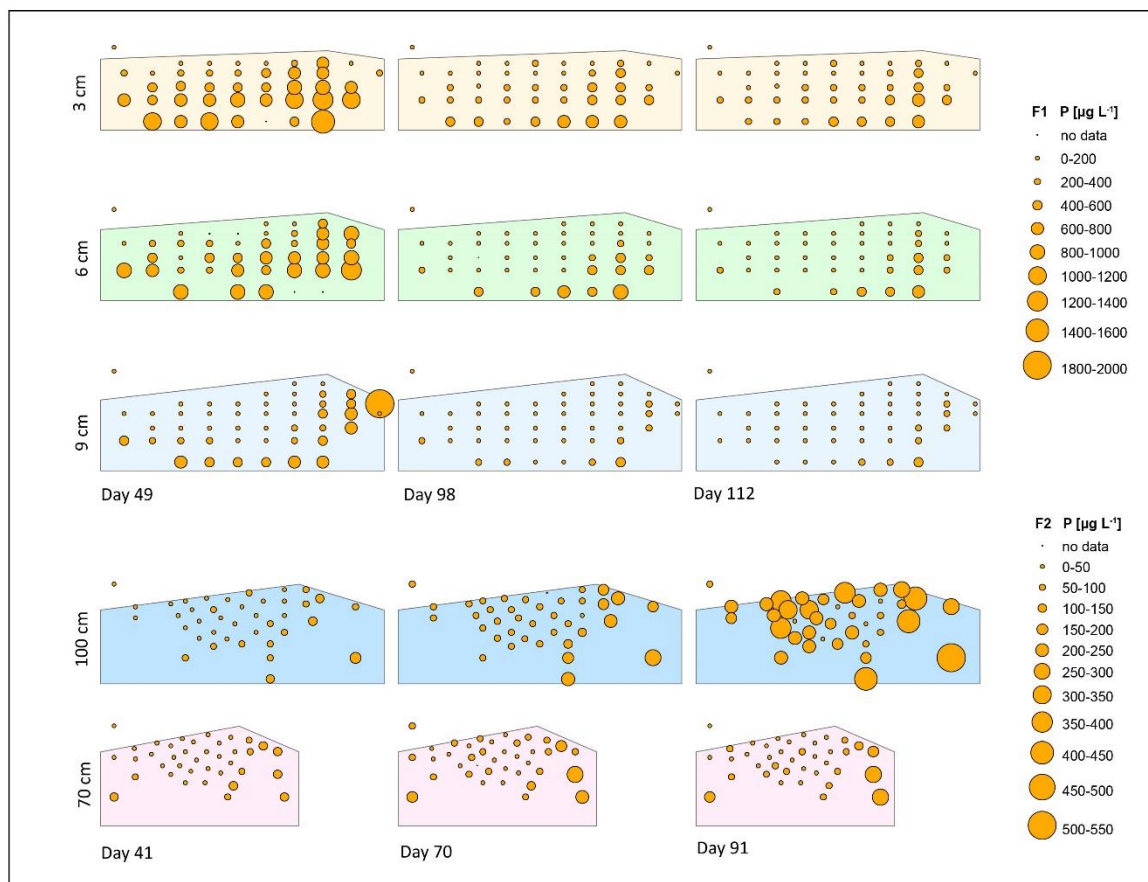 3 cm
6 cm
9 cm
Day 49 Day 98 Day 112
F1 P [µg L-1]
no data
0-200
200-400
400-600
600-800
800-1000
1000-1200
1200-1400
1400-1600
1800-2000
100 cm
70 cm
Day 41 Day 70 Day 91
F2 P [µg L-1]
no data
0-50
50-100
100-150
150-200
200-250
250-300
300-350
350-400
400-450
450-500
500-550